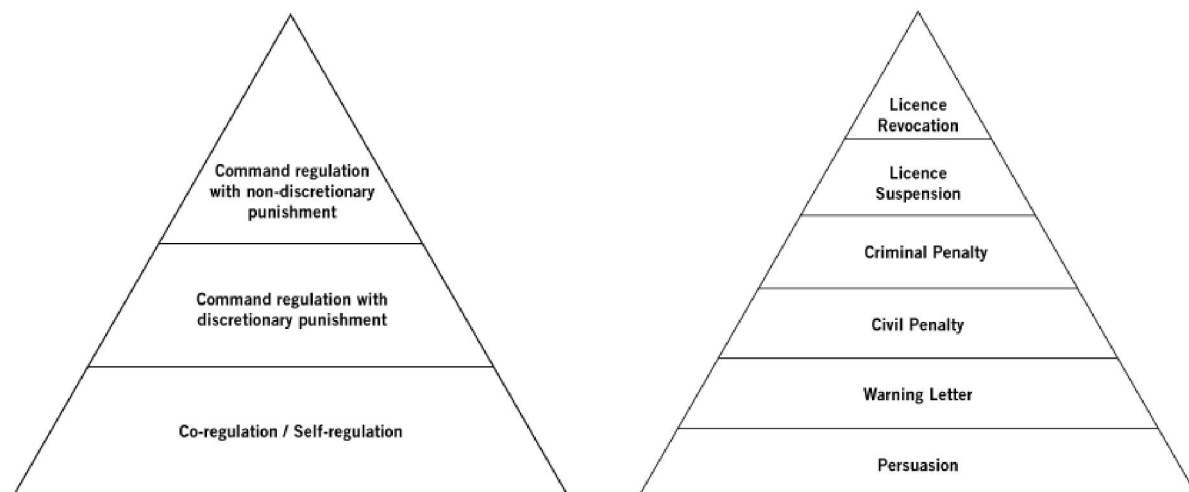 Command regulation
with non-discretionary
punishment
Command regulation with
discretionary punishment
Co-regulation / Self-regulation
Licence
Revocation
Licence
Suspension
Criminal Penalty
Civil Penalty
Warning Letter
Persuasion